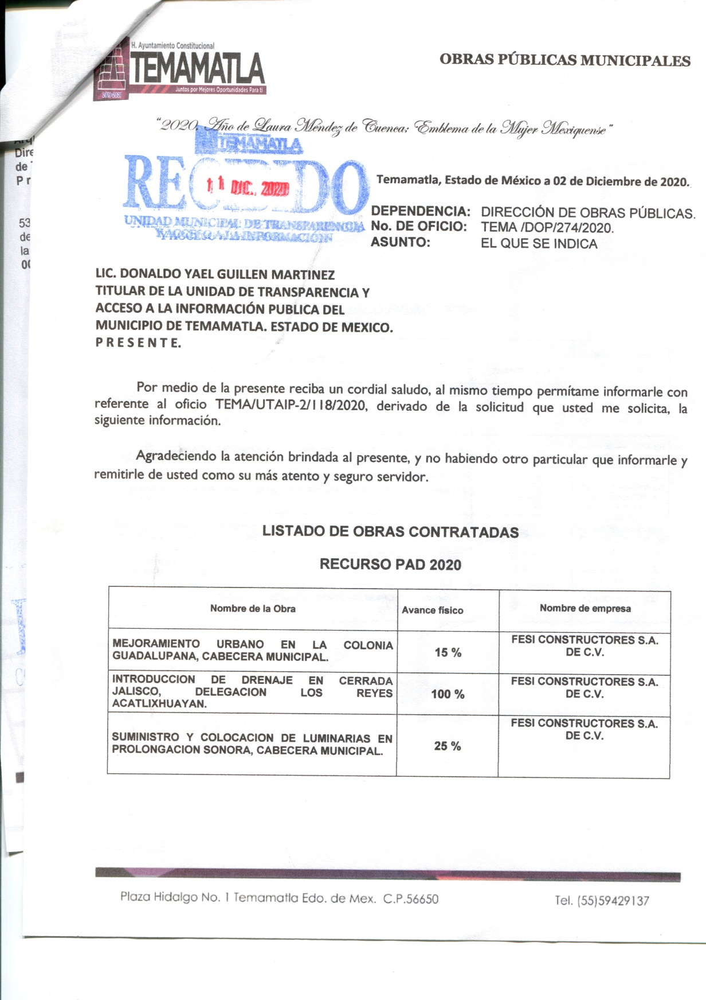 H. Ayuntamiento Constitucional
TEMAMATLA
Juntos por Mejores Oportunidades Para ti
2019-2021
OBRAS PÚBLICAS MUNICIPALES
"2020. Año de Laura Méndez de Cuenca; Emblema de la Mujer Mexiquense"
H. Ayuntamiento Constitucional
TEMAMATLA
RECIBIDO
11 DIC. 2020
UNIDAD MUNICIPAL DE TRANSPARENCIA
Y ACCESO A LA INFORMACIÓN
Temamatla, Estado de México a 02 de Diciembre de 2020.
DEPENDENCIA: DIRECCIÓN DE OBRAS PÚBLICAS.
No. DE OFICIO: TEMA /DOP/274/2020.
ASUNTO: EL QUE SE INDICA
Dire
de
P r
53
de
la
00
LIC. DONALDO YAEL GUILLEN MARTINEZ
TITULAR DE LA UNIDAD DE TRANSPARENCIA Y
ACCESO A LA INFORMACIÓN PUBLICA DEL
MUNICIPIO DE TEMAMATLA. ESTADO DE MEXICO.
P R E S E N T E.
Por medio de la presente reciba un cordial saludo, al mismo tiempo permítame informarle con
referente al oficio TEMA/UTAIP-2/118/2020, derivado de la solicitud que usted me solicita, la
siguiente información.
Agradeciendo la atención brindada al presente, y no habiendo otro particular que informarle y
remitirle de usted como su más atento y seguro servidor.
LISTADO DE OBRAS CONTRATADAS
RECURSO PAD 2020
Nombre de la Obra Avance físico Nombre de empresa
MEJORAMIENTO URBANO EN LA COLONIA
GUADALUPANA, CABECERA MUNICIPAL.
15 %
FESI CONSTRUCTORES S.A.
DE C.V.
INTRODUCCION DE DRENAJE EN CERRADA
JALISCO, DELEGACION LOS REYES
ACATLIXHUAYAN.
100 %
FESI CONSTRUCTORES S.A.
DE C.V.
SUMINISTRO Y COLOCACION DE LUMINARIAS EN
PROLONGACION SONORA, CABECERA MUNICIPAL.
25 %
FESI CONSTRUCTORES S.A.
DE C.V.
Plaza Hidalgo No. 1 Temamatla Edo. de Mex. C.P.56650
Tel. (55)59429137